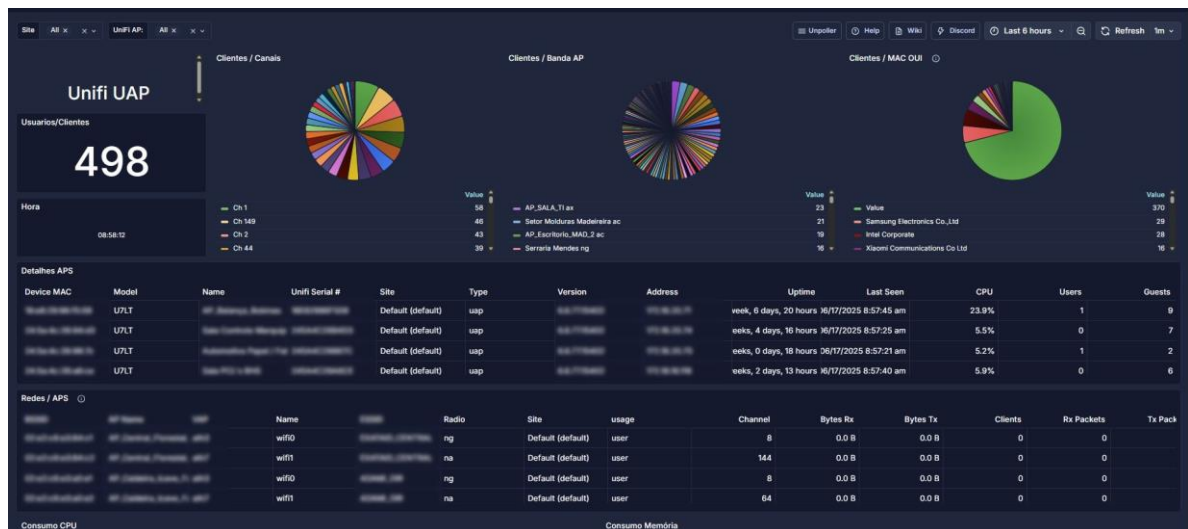 Site All × × UniFi AP: All × × Unpoller Help Wiki Discord Last 6 hours Refresh 1m
Unifi UAP
Usuarios/Clientes
498
Hora
08:58:12
Clientes / Canais
Value
Ch 1 58
Ch 149 46
Ch 2 43
Ch 44 39
Clientes / Banda AP
Value
AP_SALA_TI ax 23
Setor Molduras Madeireira ac 21
AP_Escritorio_MAD_2 ac 19
Serraria Mendes ng 16
Clientes / MAC OUI
Value
Value 370
Samsung Electronics Co.,Ltd 29
Intel Corporate 28
Xiaomi Communications Co Ltd 16
Detalhes APS
Device MAC Model Name Unifi Serial # Site Type Version Address Uptime Last Seen CPU Users Guests
U7LT Default (default) uap veek, 6 days, 20 hours 06/17/2025 8:57:45 am 23.9% 1 9
U7LT Default (default) uap eeks, 4 days, 16 hours 06/17/2025 8:57:25 am 5.5% 0 7
U7LT Default (default) uap eeks, 0 days, 18 hours 06/17/2025 8:57:21 am 5.2% 1 2
U7LT Default (default) uap eeks, 2 days, 13 hours 06/17/2025 8:57:40 am 5.9% 0 6
Redes / APS
Name Radio Site usage Channel Bytes Rx Bytes Tx Clients Rx Packets Tx Pack
wifi0 ng Default (default) user 8 0.0 B 0.0 B 0 0
wifi1 na Default (default) user 144 0.0 B 0.0 B 0 0
wifi0 ng Default (default) user 8 0.0 B 0.0 B 0 0
wifi1 na Default (default) user 64 0.0 B 0.0 B 0 0
Consumo CPU Consumo Memória